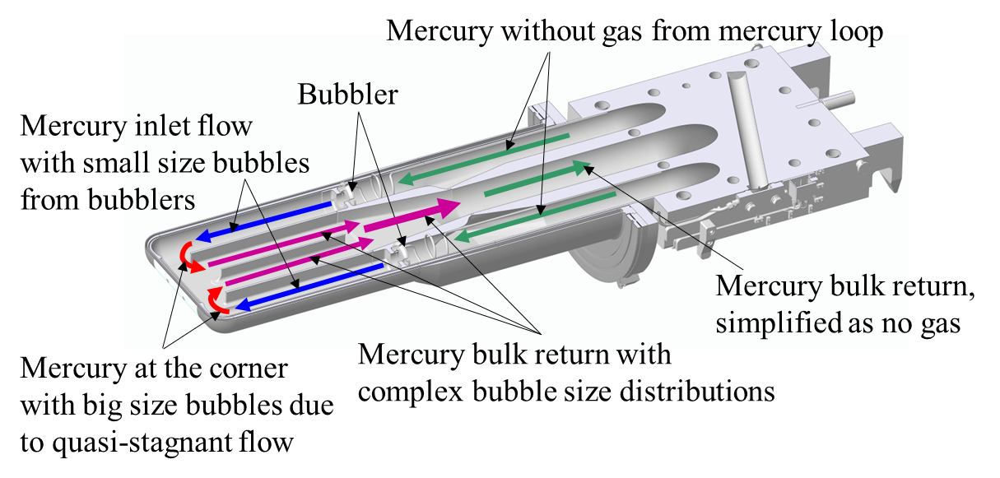 Mercury without gas from mercury loop
Bubbler
Mercury inlet flow
with small size bubbles
from bubblers
Mercury bulk return,
simplified as no gas
Mercury bulk return with
complex bubble size distributions
Mercury at the corner
with big size bubbles due
to quasi-stagnant flow